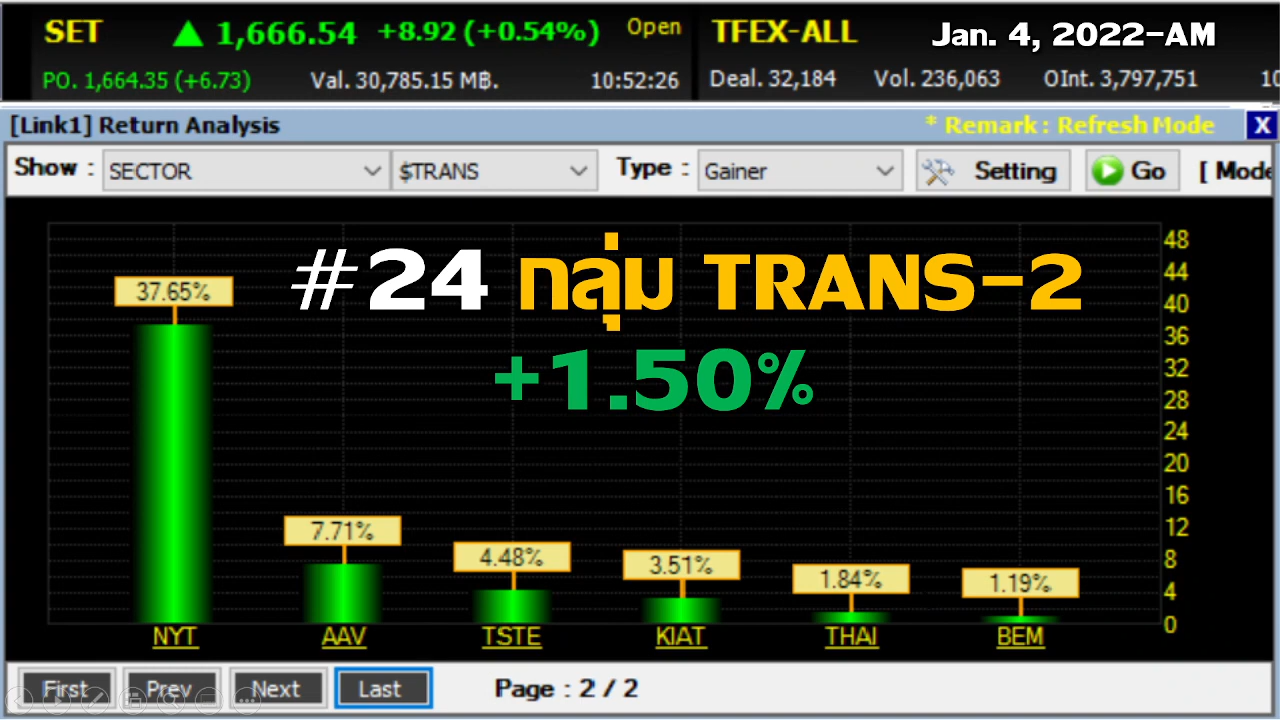 SET ▲ 1,666.54 +8.92 (+0.54%) Open TFEX-ALL Jan. 4, 2022-AM
PO. 1,664.35 (+6.73) Val. 30,785.15 M฿. 10:52:26 Deal. 32,184 Vol. 236,063 OInt. 3,797,751 10
[Link1] Return Analysis * Remark : Refresh Mode X
Show : SECTOR $TRANS Type : Gainer Setting Go [ Mode
#24 กลุ่ม TRANS-2
+1.50%
37.65% 7.71% 4.48% 3.51% 1.84% 1.19%
48
44
40
36
32
28
24
20
16
12
8
4
0
NYT AAV TSTE KIAT THAI BEM
First Prev Next Last Page : 2 / 2